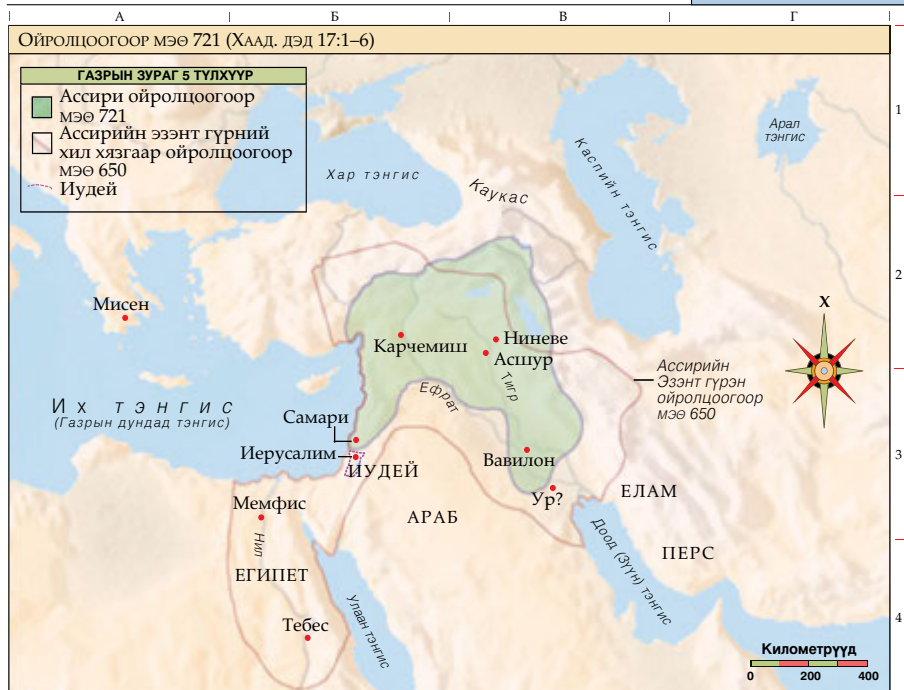 А Б В Г
ОЙРОЛЦООГООР МЭӨ 721 (ХААД. ДЭД 17:1–6)
ГАЗРЫН ЗУРАГ 5 ТҮЛХҮҮР
Ассири ойролцоогоор
МЭӨ 721
Ассирийн эзэнт гүрний
хил хязгаар ойролцоогоор
МЭӨ 650
Иудей
1
Арал
тэнгис
Хар тэнгис
Каукас
Каспийн тэнгис
2
Мисен
Х
Карчемиш
Ниневе
Асшур
Тигр
Ефрат
Ассирийн
Эзэнт гүрэн
ойролцоогоор
МЭӨ 650
Их тэнгис
(Газрын дундад тэнгис)
Самари
Иерусалим
ИУДЕЙ
Вавилон
3
Ур?
ЕЛАМ
Мемфис
АРАБ
Нил
ЕГИПЕТ
Доод (Зүүн) тэнгис
ПЕРС
Улаан тэнгис
Тебес
4
Километрүүд
0 200 400